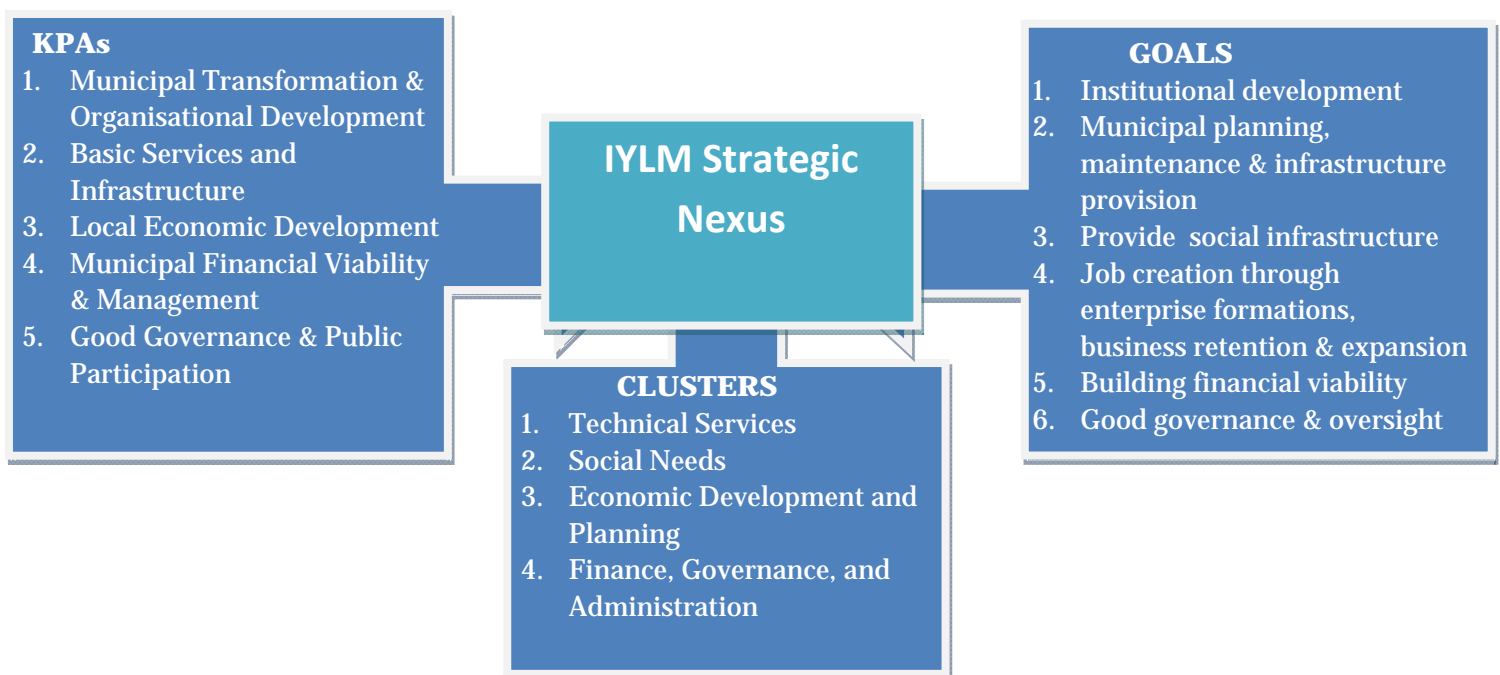 KPAs
1. Municipal Transformation &
Organisational Development
2. Basic Services and
Infrastructure
3. Local Economic Development
4. Municipal Financial Viability
& Management
5. Good Governance & Public
Participation
IYLM Strategic
Nexus
GOALS
1. Institutional development
2. Municipal planning,
maintenance & infrastructure
provision
3. Provide social infrastructure
4. Job creation through
enterprise formations,
business retention & expansion
5. Building financial viability
6. Good governance & oversight
CLUSTERS
1. Technical Services
2. Social Needs
3. Economic Development and
Planning
4. Finance, Governance, and
Administration